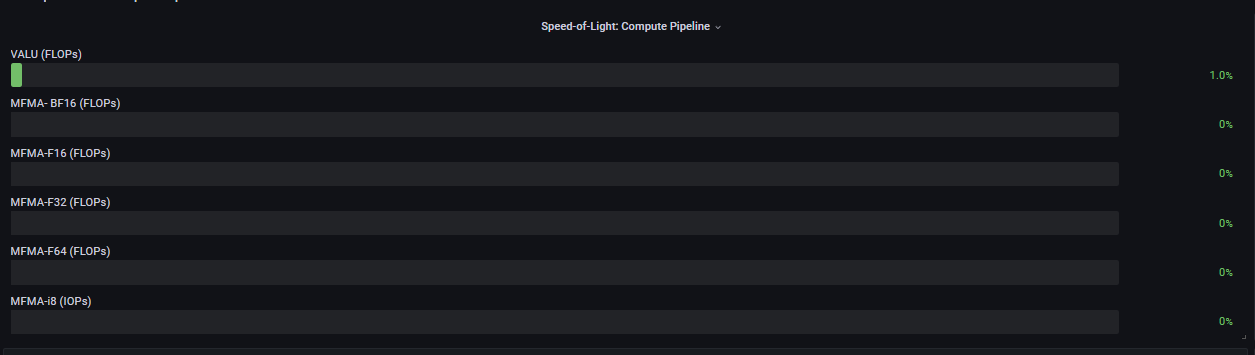 Speed-of-Light: Compute Pipeline
VALU (FLOPs)
1.0%
MFMA- BF16 (FLOPs)
0%
MFMA-F16 (FLOPs)
0%
MFMA-F32 (FLOPs)
0%
MFMA-F64 (FLOPs)
0%
MFMA-i8 (IOPs)
0%